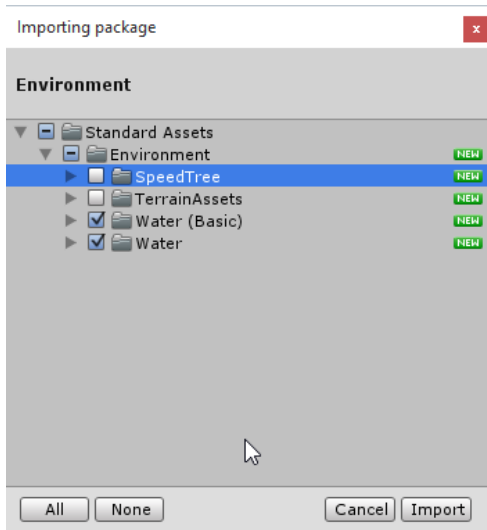 Importing package
x
Environment
Standard Assets
Environment NEW
SpeedTree NEW
TerrainAssets NEW
Water (Basic) NEW
Water NEW
All None Cancel Import